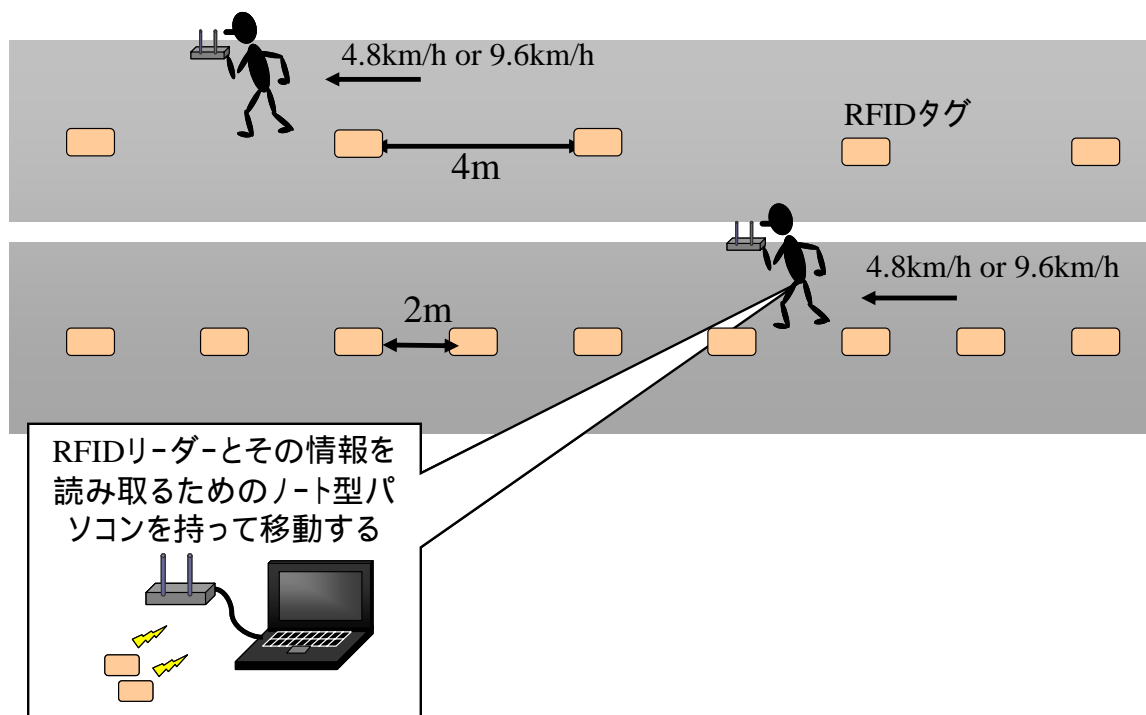 4.8km/h or 9.6km/h
RFIDタグ
4m
4.8km/h or 9.6km/h
2m
RFIDリーダーとその情報を
読み取るためのノート型パ
ソコンを持って移動する